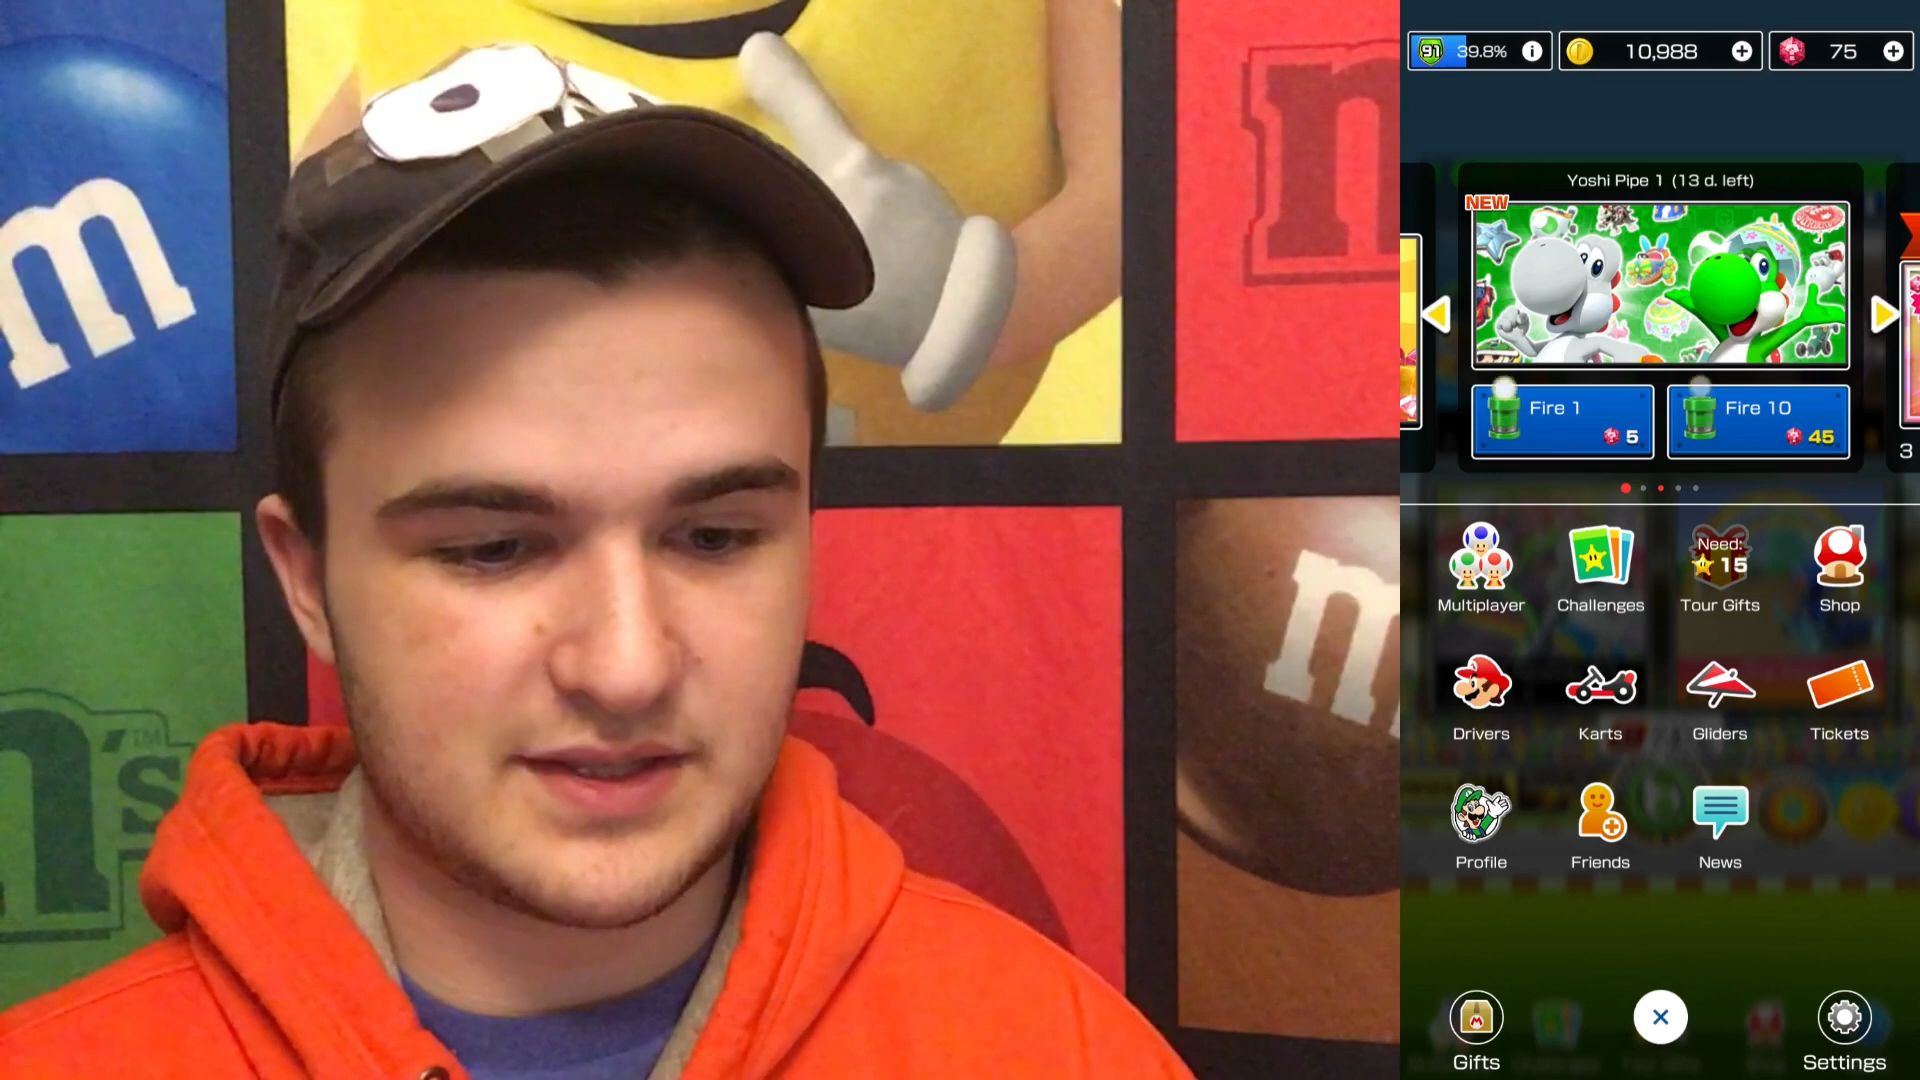 m
m
m
's
TM
91
39.8%
10,988
75
Yoshi Pipe 1 (13 d. left)
NEW
Fire 1
5
Fire 10
45
3
Multiplayer
Challenges
Need:
15
Tour Gifts
Shop
Drivers
Karts
Gliders
Tickets
Profile
Friends
News
Gifts
Settings